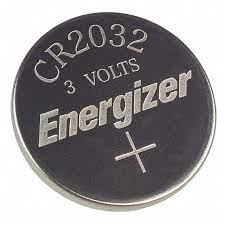 CR2032
3 VOLTS
Energizer
+